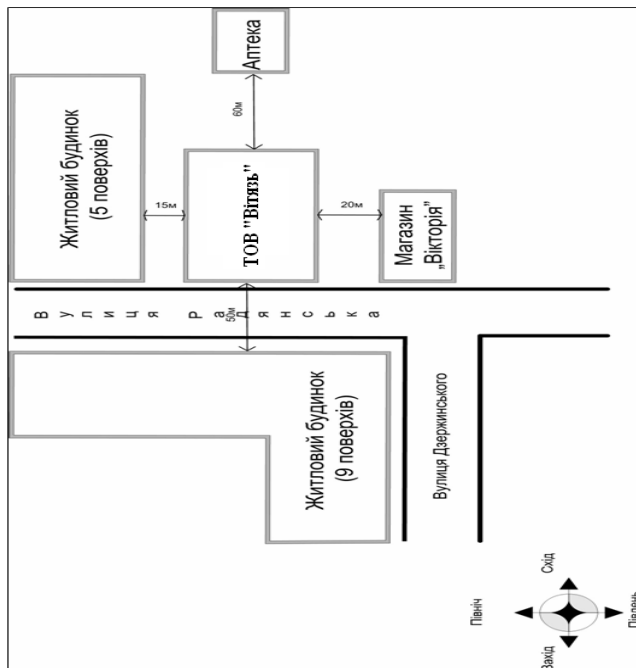 Аптека
60м
Житловий будинок
(5 поверхів)
15м
ТОВ "Вітязь"
20м
Магазин
„Вікторія”
Вулиця Радянська
50м
Житловий будинок
(9 поверхів)
Вулиця Дзержинського
Північ
Схід
Захід
Південь